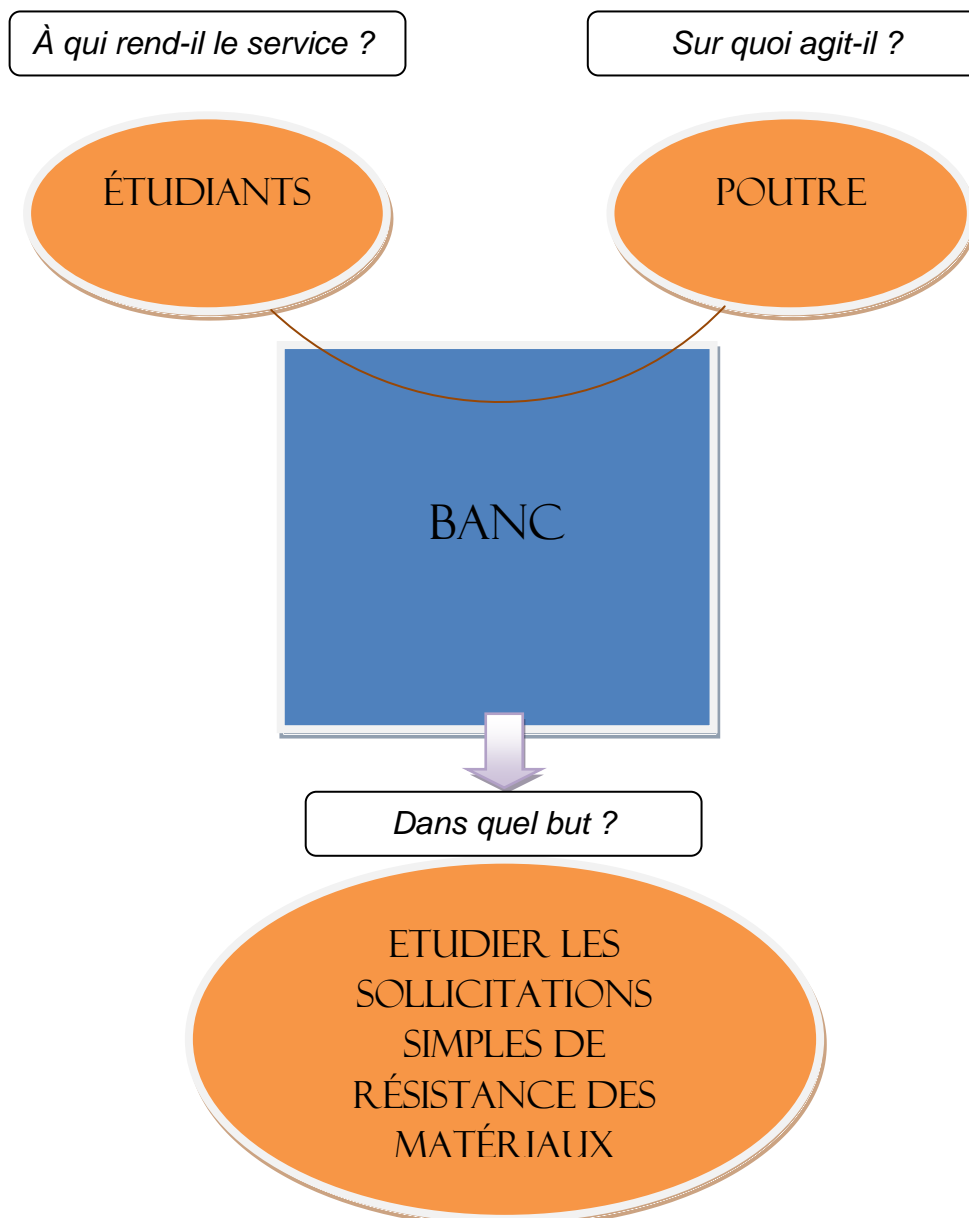 À qui rend-il le service ?
Sur quoi agit-il ?
ÉTUDIANTS
POUTRE
BANC
Dans quel but ?
ETUDIER LES
SOLLICITATIONS
SIMPLES DE
RÉSISTANCE DES
MATÉRIAUX